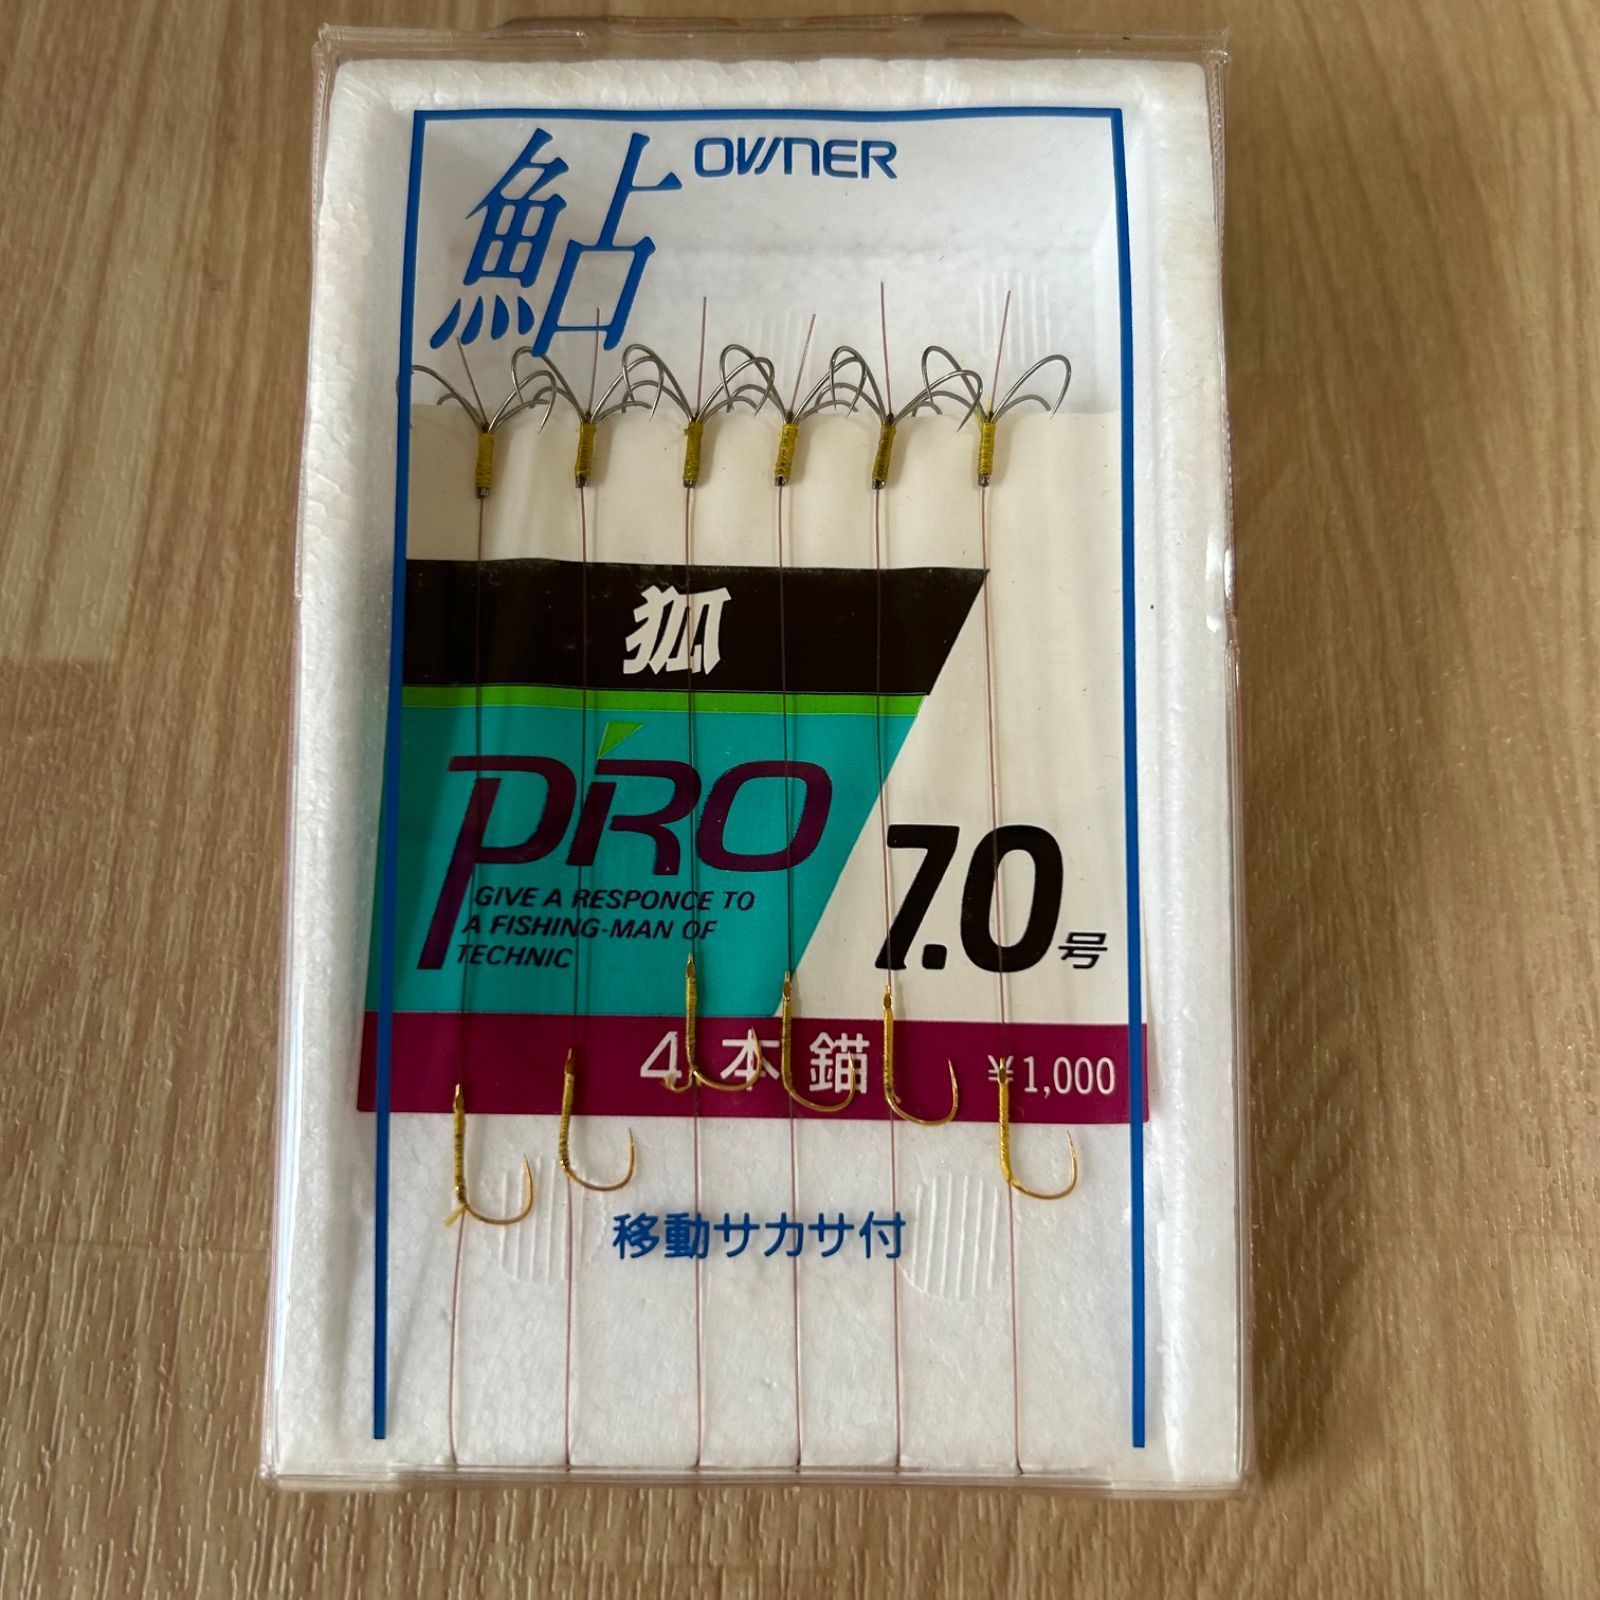 鮎 OWNER
狐
PRO
GIVE A RESPONCE TO
A FISHING-MAN OF
TECHNIC
7.0号
4本錨 ¥1,000
移動サカサ付